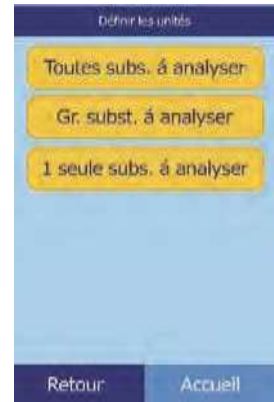 Définir les unités
Toutes subs. á analyser
Gr. subst. á analyser
1 seule subs. á analyser
Retour Accueil